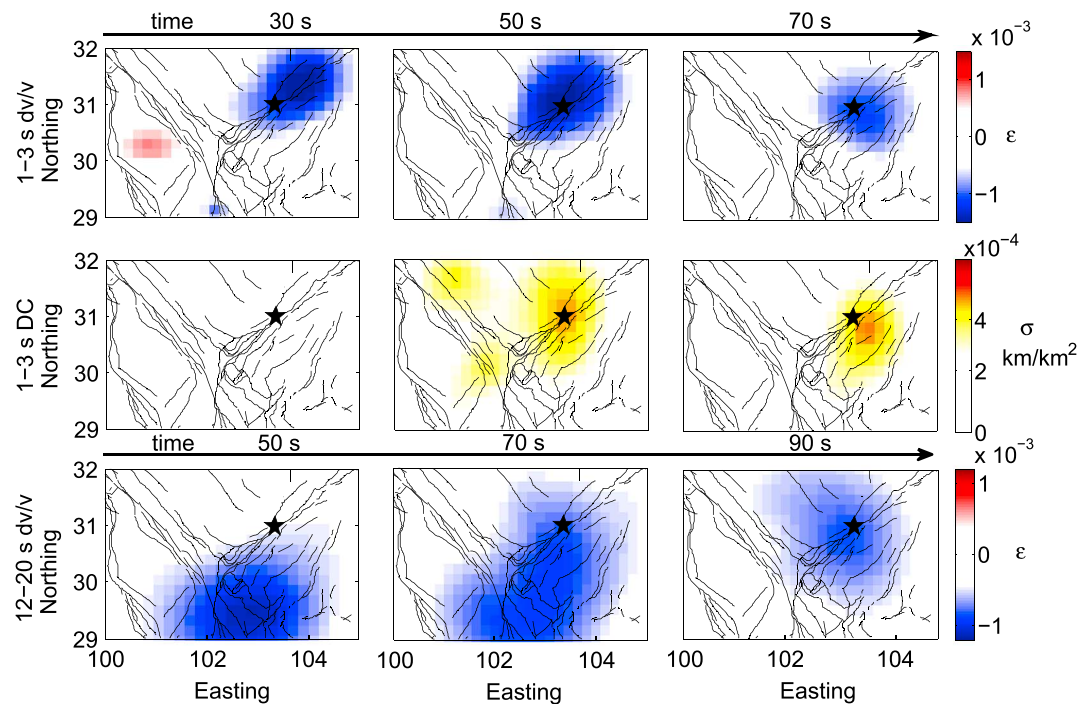 time 30 s 50 s 70 s
x 10−3
32
31
30
29
1−3 s dv/v
Northing
1
0 ε
−1
x10−4
32
31
30
29
1−3 s DC
Northing
4
2
0
σ
km/km2
time 50 s 70 s 90 s
x 10−3
32
31
30
29
12−20 s dv/v
Northing
1
0 ε
−1
100 102 104 100 102 104 100 102 104
Easting Easting Easting